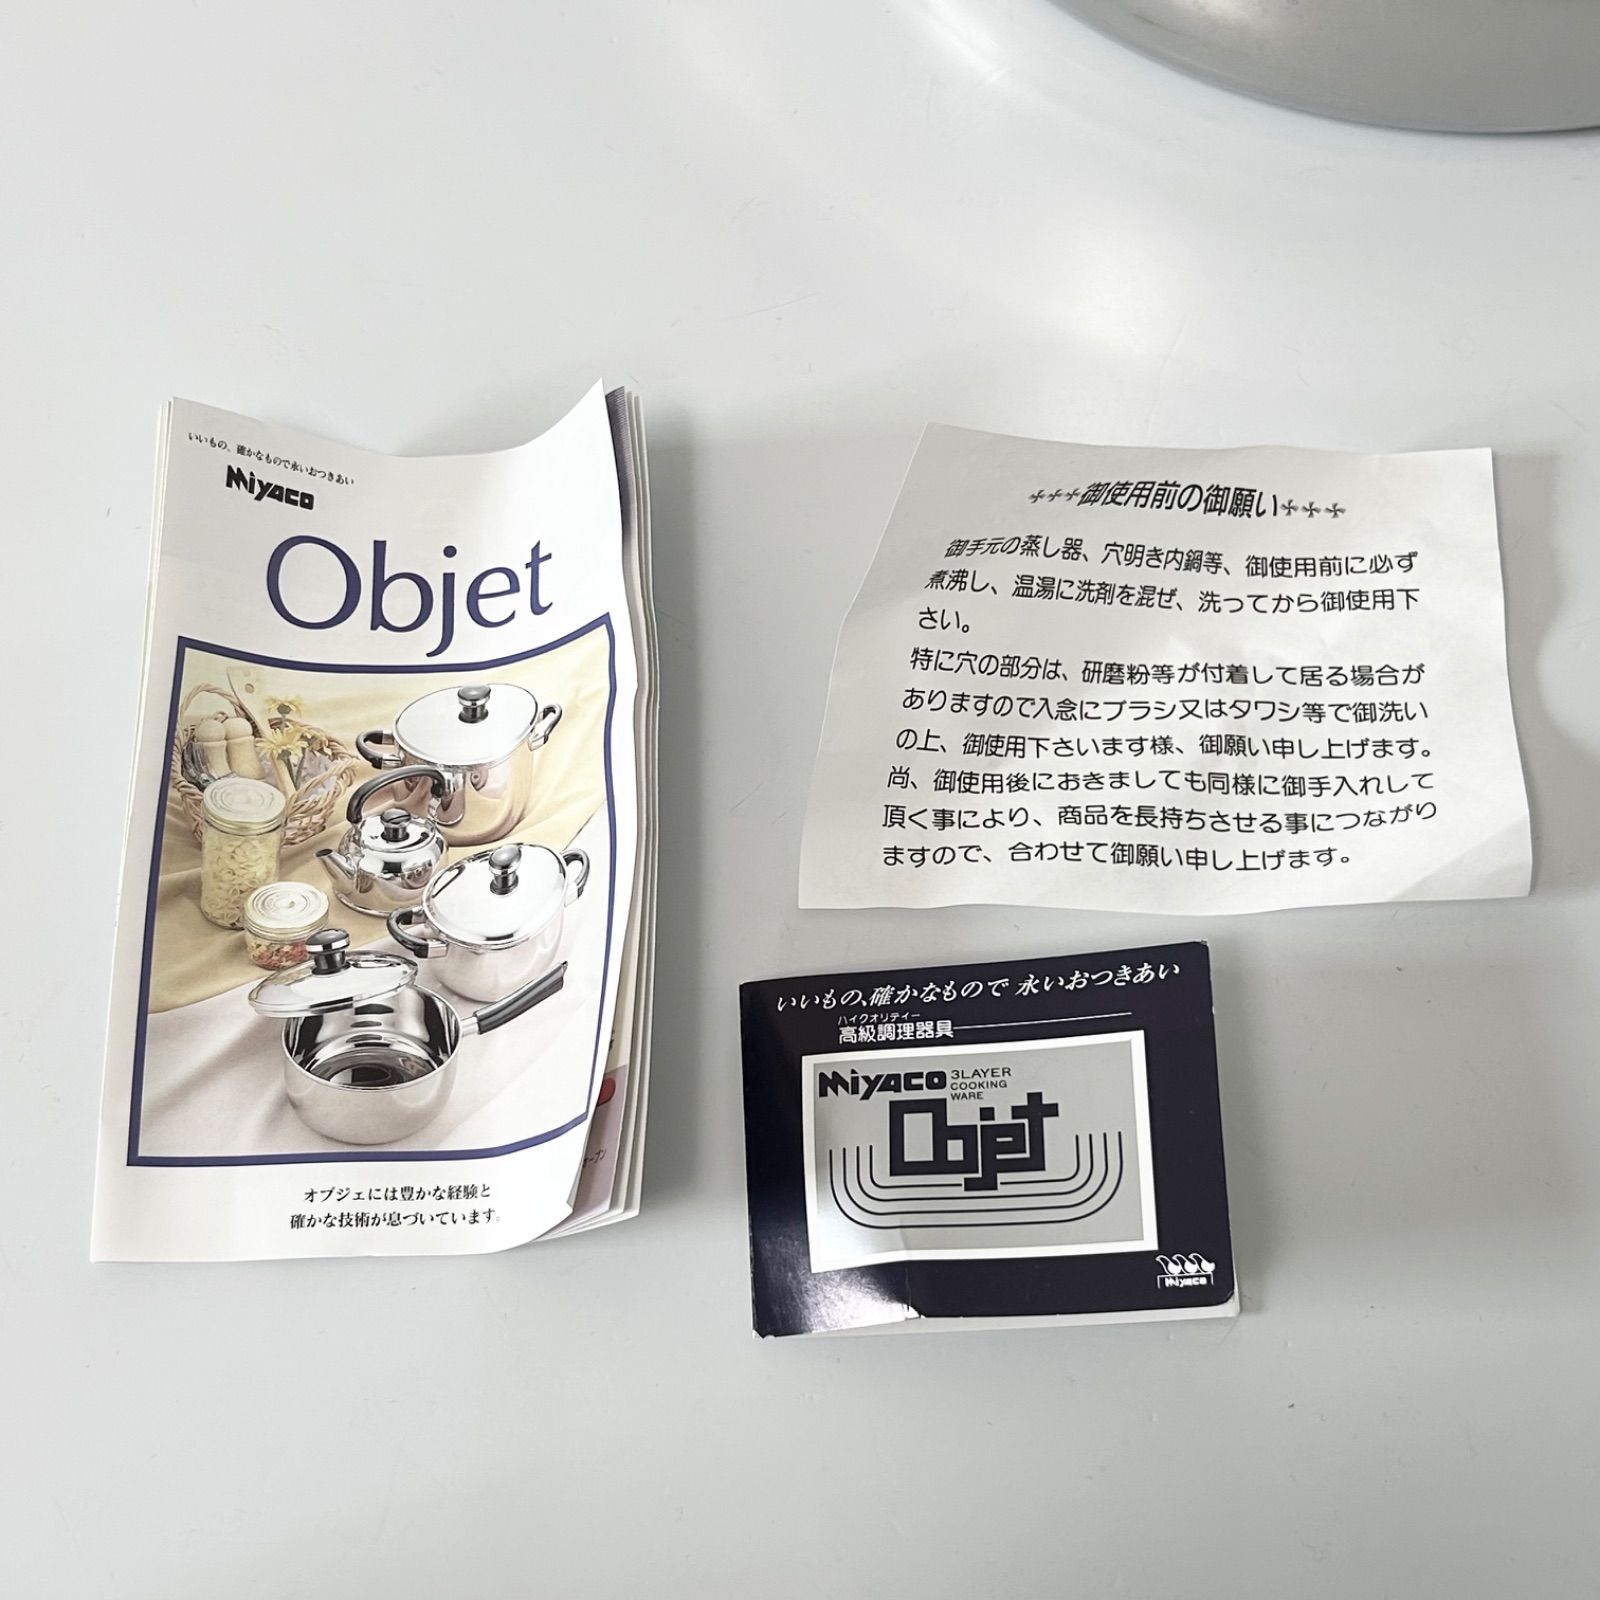 いいもの、確かなもので永いおつきあい
Miyaco
Objet
オブジェには豊かな経験と
確かな技術が息づいています。
ープン
+++御使用前の御願い+++
御手元の蒸し器、穴明き内鍋等、御使用前に必ず
煮沸し、温湯に洗剤を混ぜ、洗ってから御使用下
さい。
特に穴の部分は、研磨粉等が付着して居る場合が
ありますので入念にブラシ又はタワシ等で御洗い
の上、御使用下さいます様、御願い申し上げます。
尚、御使用後におきましても同様に御手入れして
頂く事により、商品を長持ちさせる事につながり
ますので、合わせて御願い申し上げます。
いいもの、確かなもので 永いおつきあい
ハイクオリティー
高級調理器具
Miyaco 3LAYER
COOKING
WARE
Objet
Miyaco